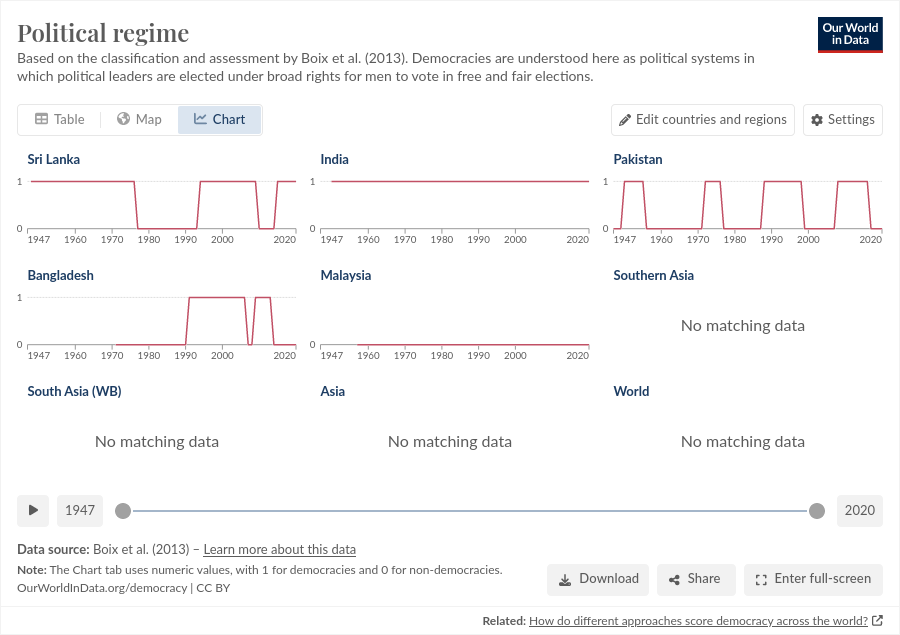 Political regime
Our World
in Data
Based on the classification and assessment by Boix et al. (2013). Democracies are understood here as political systems in
which political leaders are elected under broad rights for men to vote in free and fair elections.
Table
Map
Chart
Edit countries and regions
Settings
Sri Lanka
1
0
1947 1960 1970 1980 1990 2000 2020
India
1
0
1947 1960 1970 1980 1990 2000 2020
Pakistan
1
0
1947 1960 1970 1980 1990 2000 2020
Bangladesh
1
0
1947 1960 1970 1980 1990 2000 2020
Malaysia
0
1947 1960 1970 1980 1990 2000 2020
Southern Asia
No matching data
South Asia (WB)
No matching data
Asia
No matching data
World
No matching data
1947
2020
Data source: Boix et al. (2013) – Learn more about this data
Note: The Chart tab uses numeric values, with 1 for democracies and 0 for non-democracies.
OurWorldInData.org/democracy | CC BY
Download
Share
Enter full-screen
Related: How do different approaches score democracy across the world?